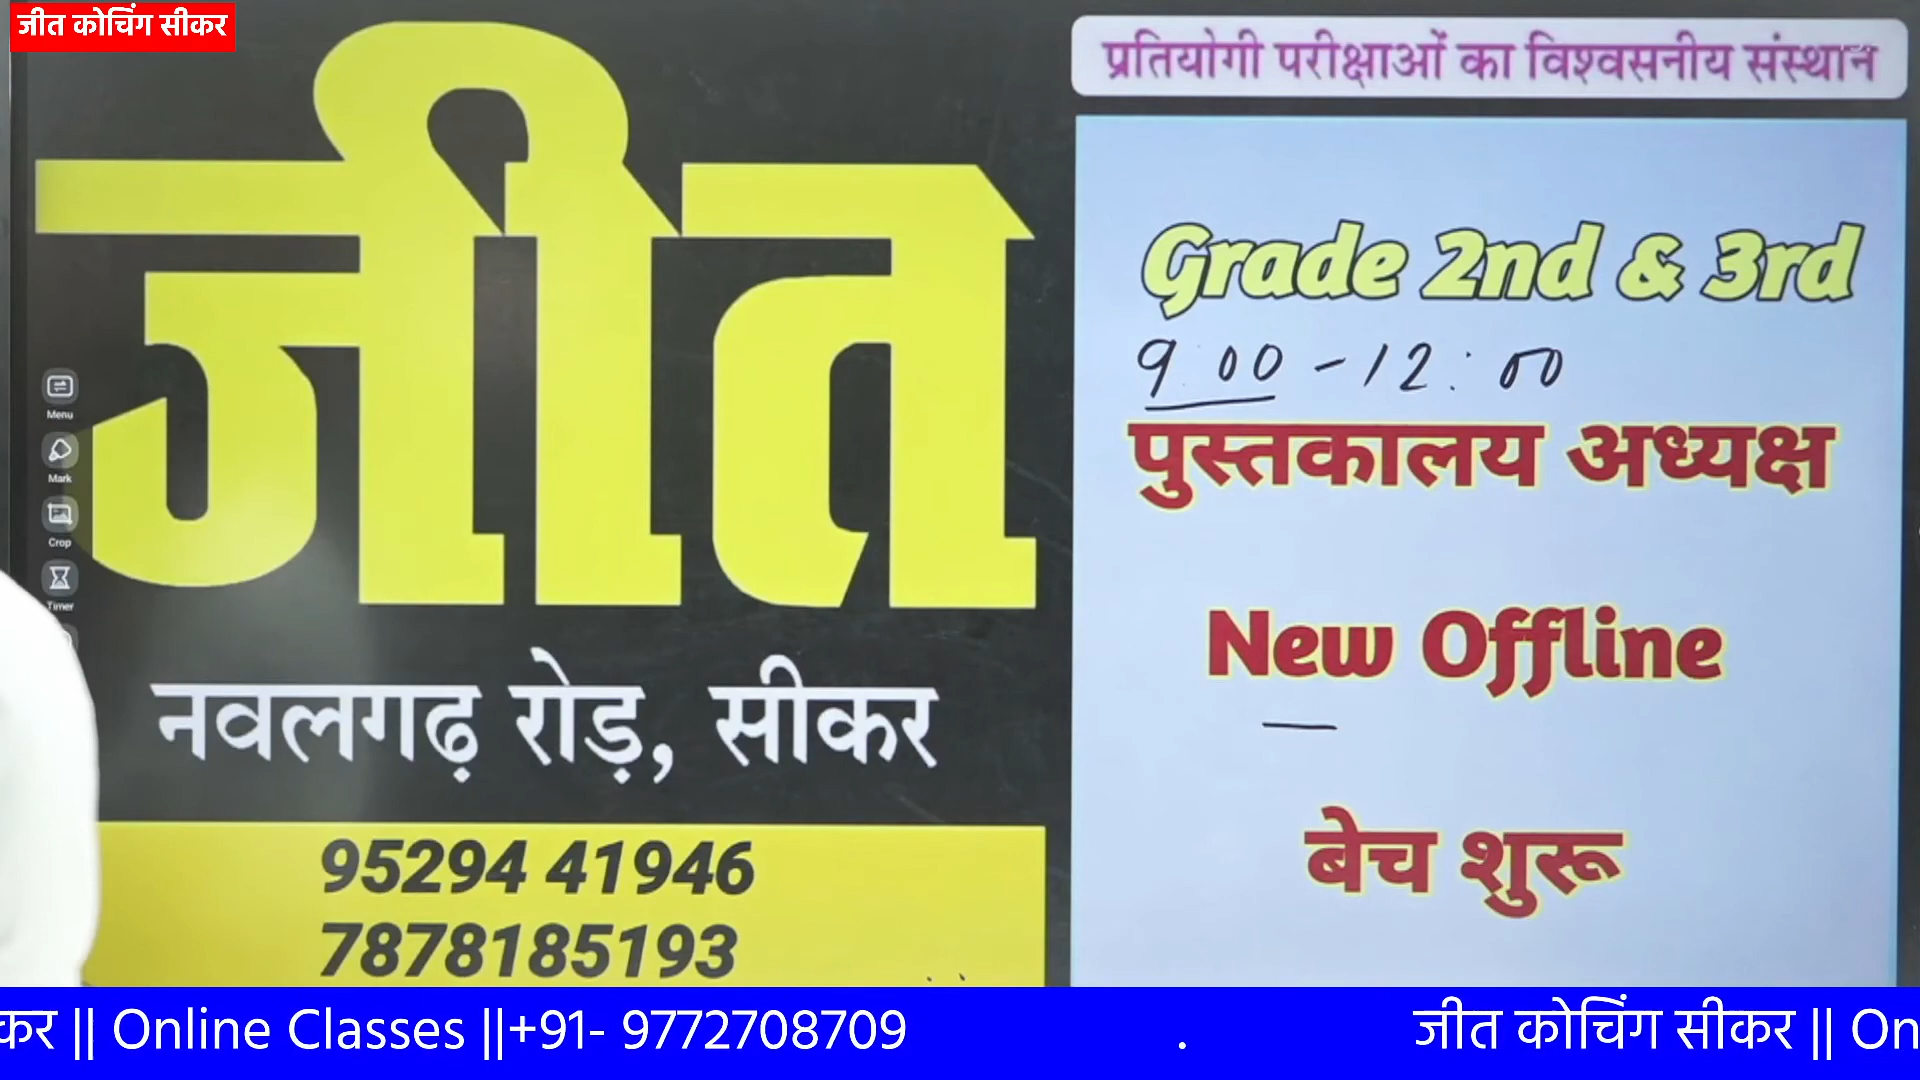 जीत कोचिंग सीकर
प्रतियोगी परीक्षाओं का विश्वसनीय संस्थान
जीत
नवलगढ़ रोड़, सीकर
95294 41946
7878185193
Grade 2nd & 3rd
9:00 - 12:00
पुस्तकालय अध्यक्ष
New Offline
बेच शुरू
Menu
Mark
Crop
Timer
कर || Online Classes ||+91- 9772708709 . जीत कोचिंग सीकर || On